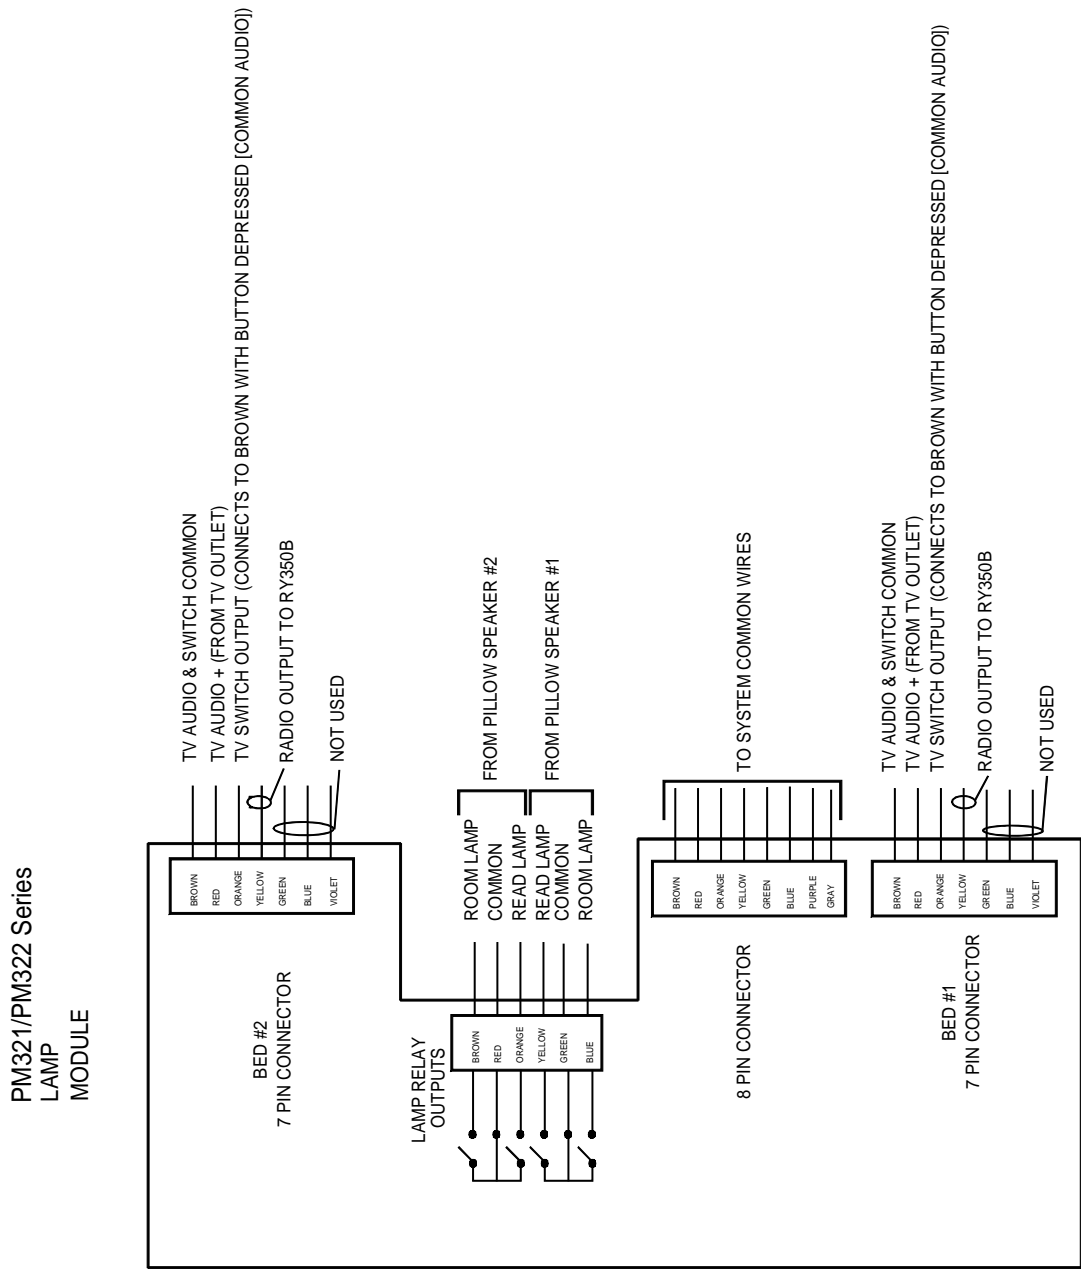 PM321/PM322 Series
LAMP
MODULE
BED #2
7 PIN CONNECTOR
BROWN
RED
ORANGE
YELLOW
GREEN
BLUE
VIOLET
TV AUDIO & SWITCH COMMON
TV AUDIO + (FROM TV OUTLET)
TV SWITCH OUTPUT (CONNECTS TO BROWN WITH BUTTON DEPRESSED [COMMON AUDIO])
RADIO OUTPUT TO RY350B
NOT USED
LAMP RELAY
OUTPUTS
BROWN
RED
ORANGE
YELLOW
GREEN
BLUE
ROOM LAMP
COMMON
READ LAMP
READ LAMP
COMMON
ROOM LAMP
FROM PILLOW SPEAKER #2
FROM PILLOW SPEAKER #1
8 PIN CONNECTOR
BROWN
RED
ORANGE
YELLOW
GREEN
BLUE
PURPLE
GRAY
TO SYSTEM COMMON WIRES
BED #1
7 PIN CONNECTOR
BROWN
RED
ORANGE
YELLOW
GREEN
BLUE
VIOLET
TV AUDIO & SWITCH COMMON
TV AUDIO + (FROM TV OUTLET)
TV SWITCH OUTPUT (CONNECTS TO BROWN WITH BUTTON DEPRESSED [COMMON AUDIO])
RADIO OUTPUT TO RY350B
NOT USED